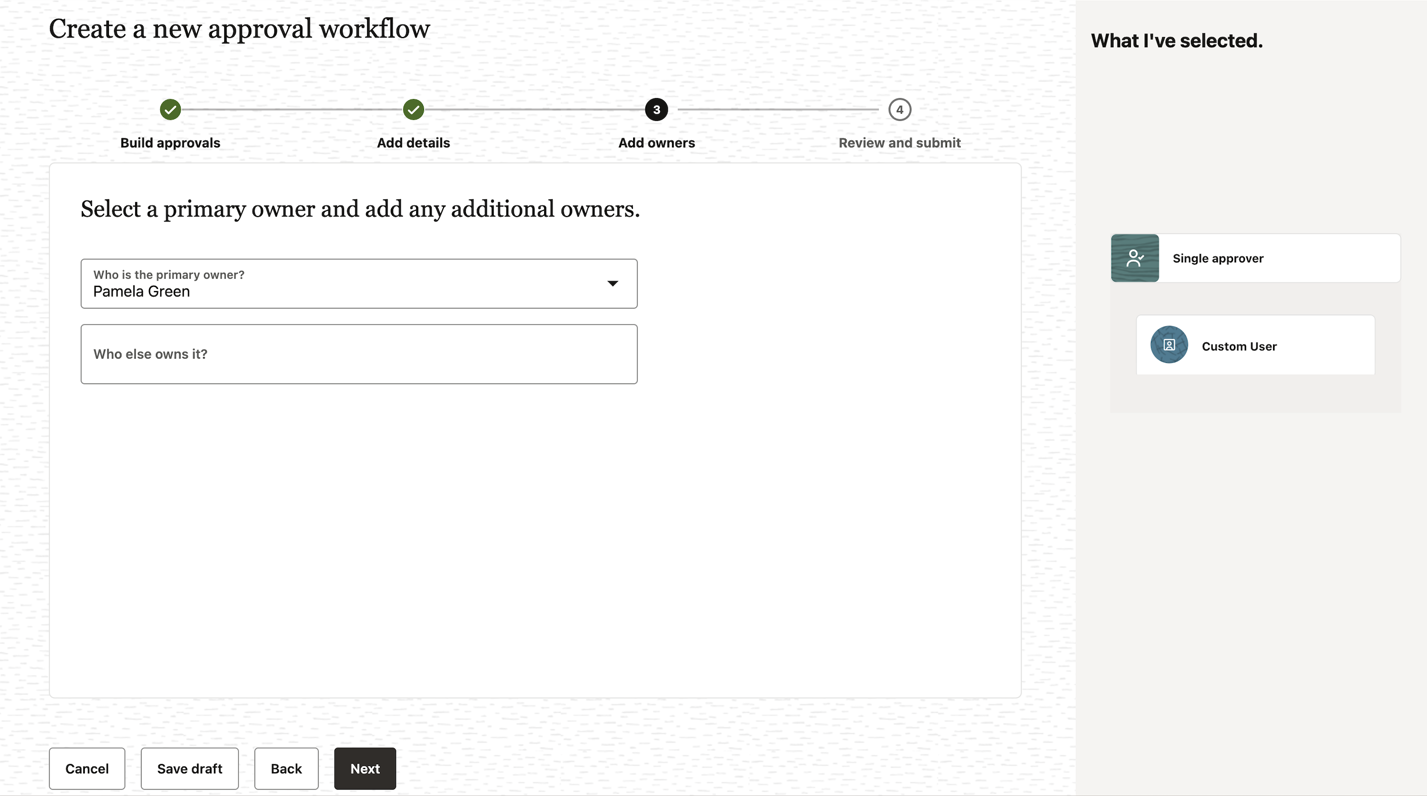 Create a new approval workflow
What I've selected.
3
4
Build approvals
Add details
Add owners
Review and submit
Select a primary owner and add any additional owners.
Who is the primary owner?
Pamela Green
Who else owns it?
Single approver
Custom User
Cancel
Save draft
Back
Next